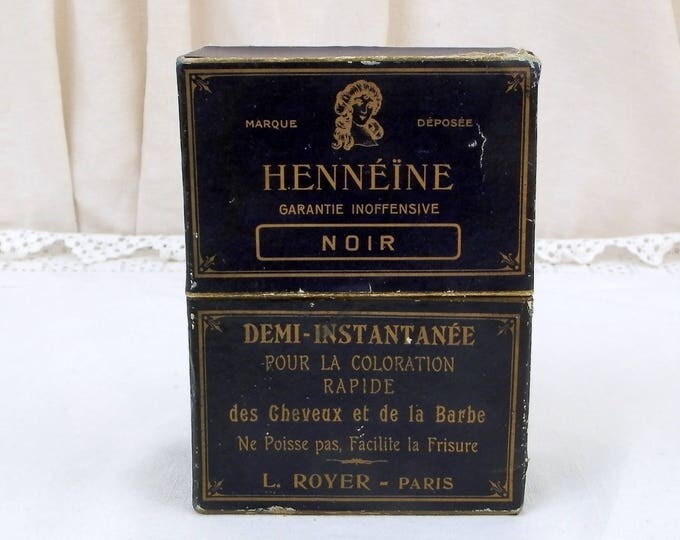 MARQUE DÉPOSÉE
HENNÉÏNE
GARANTIE INOFFENSIVE
NOIR
DEMI-INSTANTANÉE
POUR LA COLORATION
RAPIDE
des Cheveux et de la Barbe
Ne Poisse pas, Facilite la Frisure
L. ROYER - PARIS